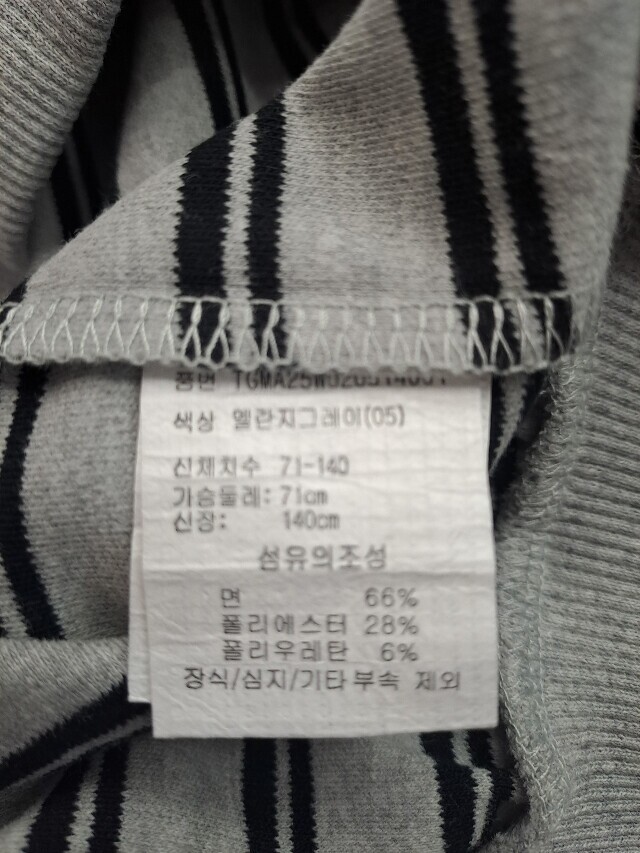 품번
색상 멜란지그레이(05)
신체치수 71-140
가슴둘레: 71cm
신장: 140cm
섬유의조성
면 66%
폴리에스터 28%
폴리우레탄 6%
장식/심지/기타부속 제외